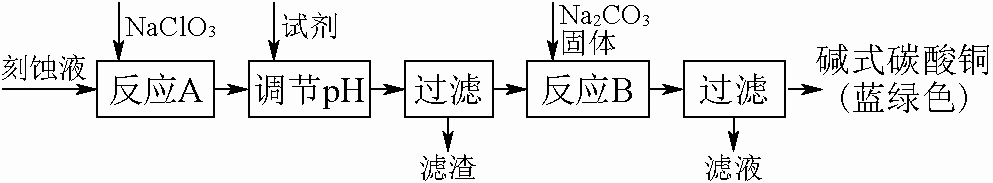 NaClO₃
试剂
Na₂CO₃
固体
刻蚀液
反应A
调节pH
过滤
反应B
过滤
碱式碳酸铜
(蓝绿色)
滤渣
滤液